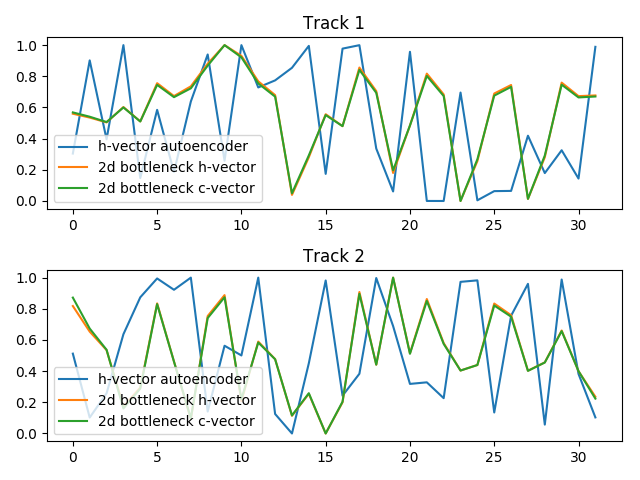 Track 1
1.0
0.8
0.6
0.4
0.2
0.0
h-vector autoencoder
2d bottleneck h-vector
2d bottleneck c-vector
0 5 10 15 20 25 30
Track 2
1.0
0.8
0.6
0.4
0.2
0.0
h-vector autoencoder
2d bottleneck h-vector
2d bottleneck c-vector
0 5 10 15 20 25 30